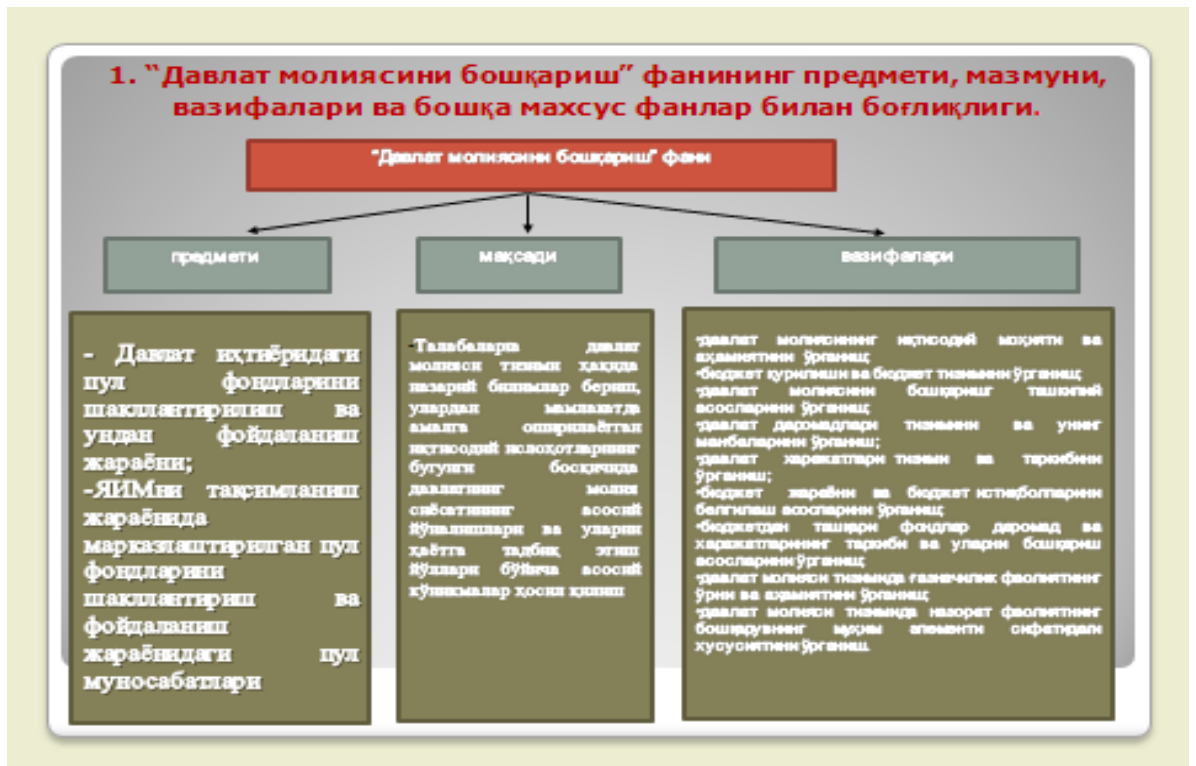 1. “Давлат молиясини бошқариш” фанининг предмети, мазмуни,
вазифалари ва бошқа махсус фанлар билан боғлиқлиги.
“Давлат молиясини бошқариш” фани
предмети
мақсади
вазифалари
- Давлат ихтиёридаги
пул фондларини
шакллантирилиш ва
ундан фойдаланиш
жараёни;
-ЯИМни тақсимланиш
жараёнида
марказлаштирилган пул
фондларини
шакллантириш ва
фойдаланиш
жараёнидаги пул
муносабатлари
-Талабаларга давлат
молияси тизими ҳақида
назарий билимлар бериш,
улардан мамлакатда
амалга оширилаётган
иқтисодий ислоҳотларнинг
бугунги босқичида
давлатнинг молия
сиёсатининг асосий
йўналишлари ва уларни
ҳаётга тадбиқ этиш
йўллари бўйича асосий
кўникмалар ҳосил қилиш
•давлат молиясининг иқтисодий моҳияти ва
аҳамиятини ўрганиш;
•бюджет қурилиши ва бюджет тизимини ўрганиш;
•давлат молиясини бошқариш ташкилий
асосларини ўрганиш;
•давлат даромадлари тизимини ва унинг
манбаларини ўрганиш;
•давлат харажатлари тизими ва таркибини
ўрганиш;
•бюджет жараёни ва бюджет истиқболларини
белгилаш асосларини ўрганиш;
•бюджетдан ташқари фондлар даромад ва
харажатларининг таркиби ва уларни бошқариш
асосларини ўрганиш;
•давлат молияси тизимида ғазначилик фаолиятининг
ўрни ва аҳамиятини ўрганиш;
•давлат молияси тизимида назорат фаолиятининг
бошқарувнинг муҳим элементи сифатидаги
хусусиятини ўрганиш.